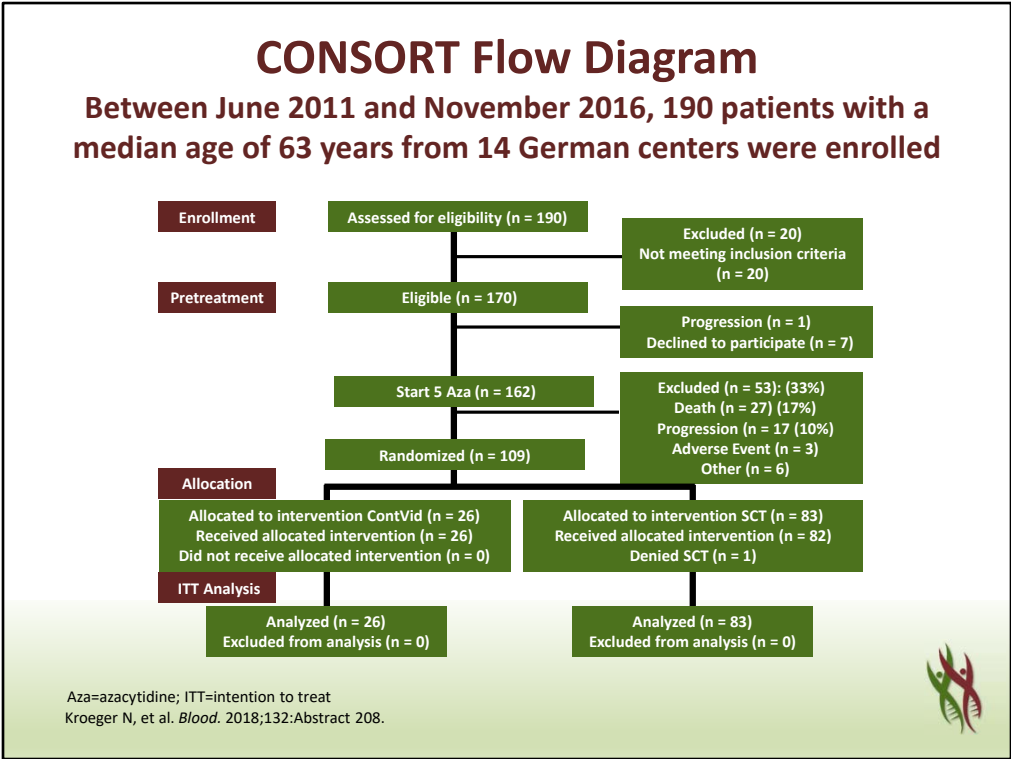 CONSORT Flow Diagram
Between June 2011 and November 2016, 190 patients with a
median age of 63 years from 14 German centers were enrolled
Enrollment
Assessed for eligibility (n = 190)
Excluded (n = 20)
Not meeting inclusion criteria
(n = 20)
Pretreatment
Eligible (n = 170)
Progression (n = 1)
Declined to participate (n = 7)
Start 5 Aza (n = 162)
Excluded (n = 53): (33%)
Death (n = 27) (17%)
Progression (n = 17 (10%)
Adverse Event (n = 3)
Other (n = 6)
Randomized (n = 109)
Allocation
Allocated to intervention ContVid (n = 26)
Received allocated intervention (n = 26)
Did not receive allocated intervention (n = 0)
Allocated to intervention SCT (n = 83)
Received allocated intervention (n = 82)
Denied SCT (n = 1)
ITT Analysis
Analyzed (n = 26)
Excluded from analysis (n = 0)
Analyzed (n = 83)
Excluded from analysis (n = 0)
Aza=azacytidine; ITT=intention to treat
Kroeger N, et al. Blood. 2018;132:Abstract 208.